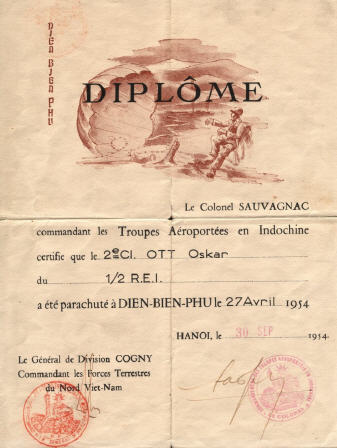 DIEN BIEN PHU
DIPLÔME
Le Colonel SAUVAGNAC
commandant les Troupes Aéroportées en Indochine
certifie que le 2eCl. OTT Oskar
du 1/2 R.E.I.
a été parachuté à DIEN-BIEN-PHU le 27 Avril 1954
HANOI, le 30 SEP 1954.
Le Général de Division COGNY
Commandant les Forces Terrestres
du Nord Viet-Nam